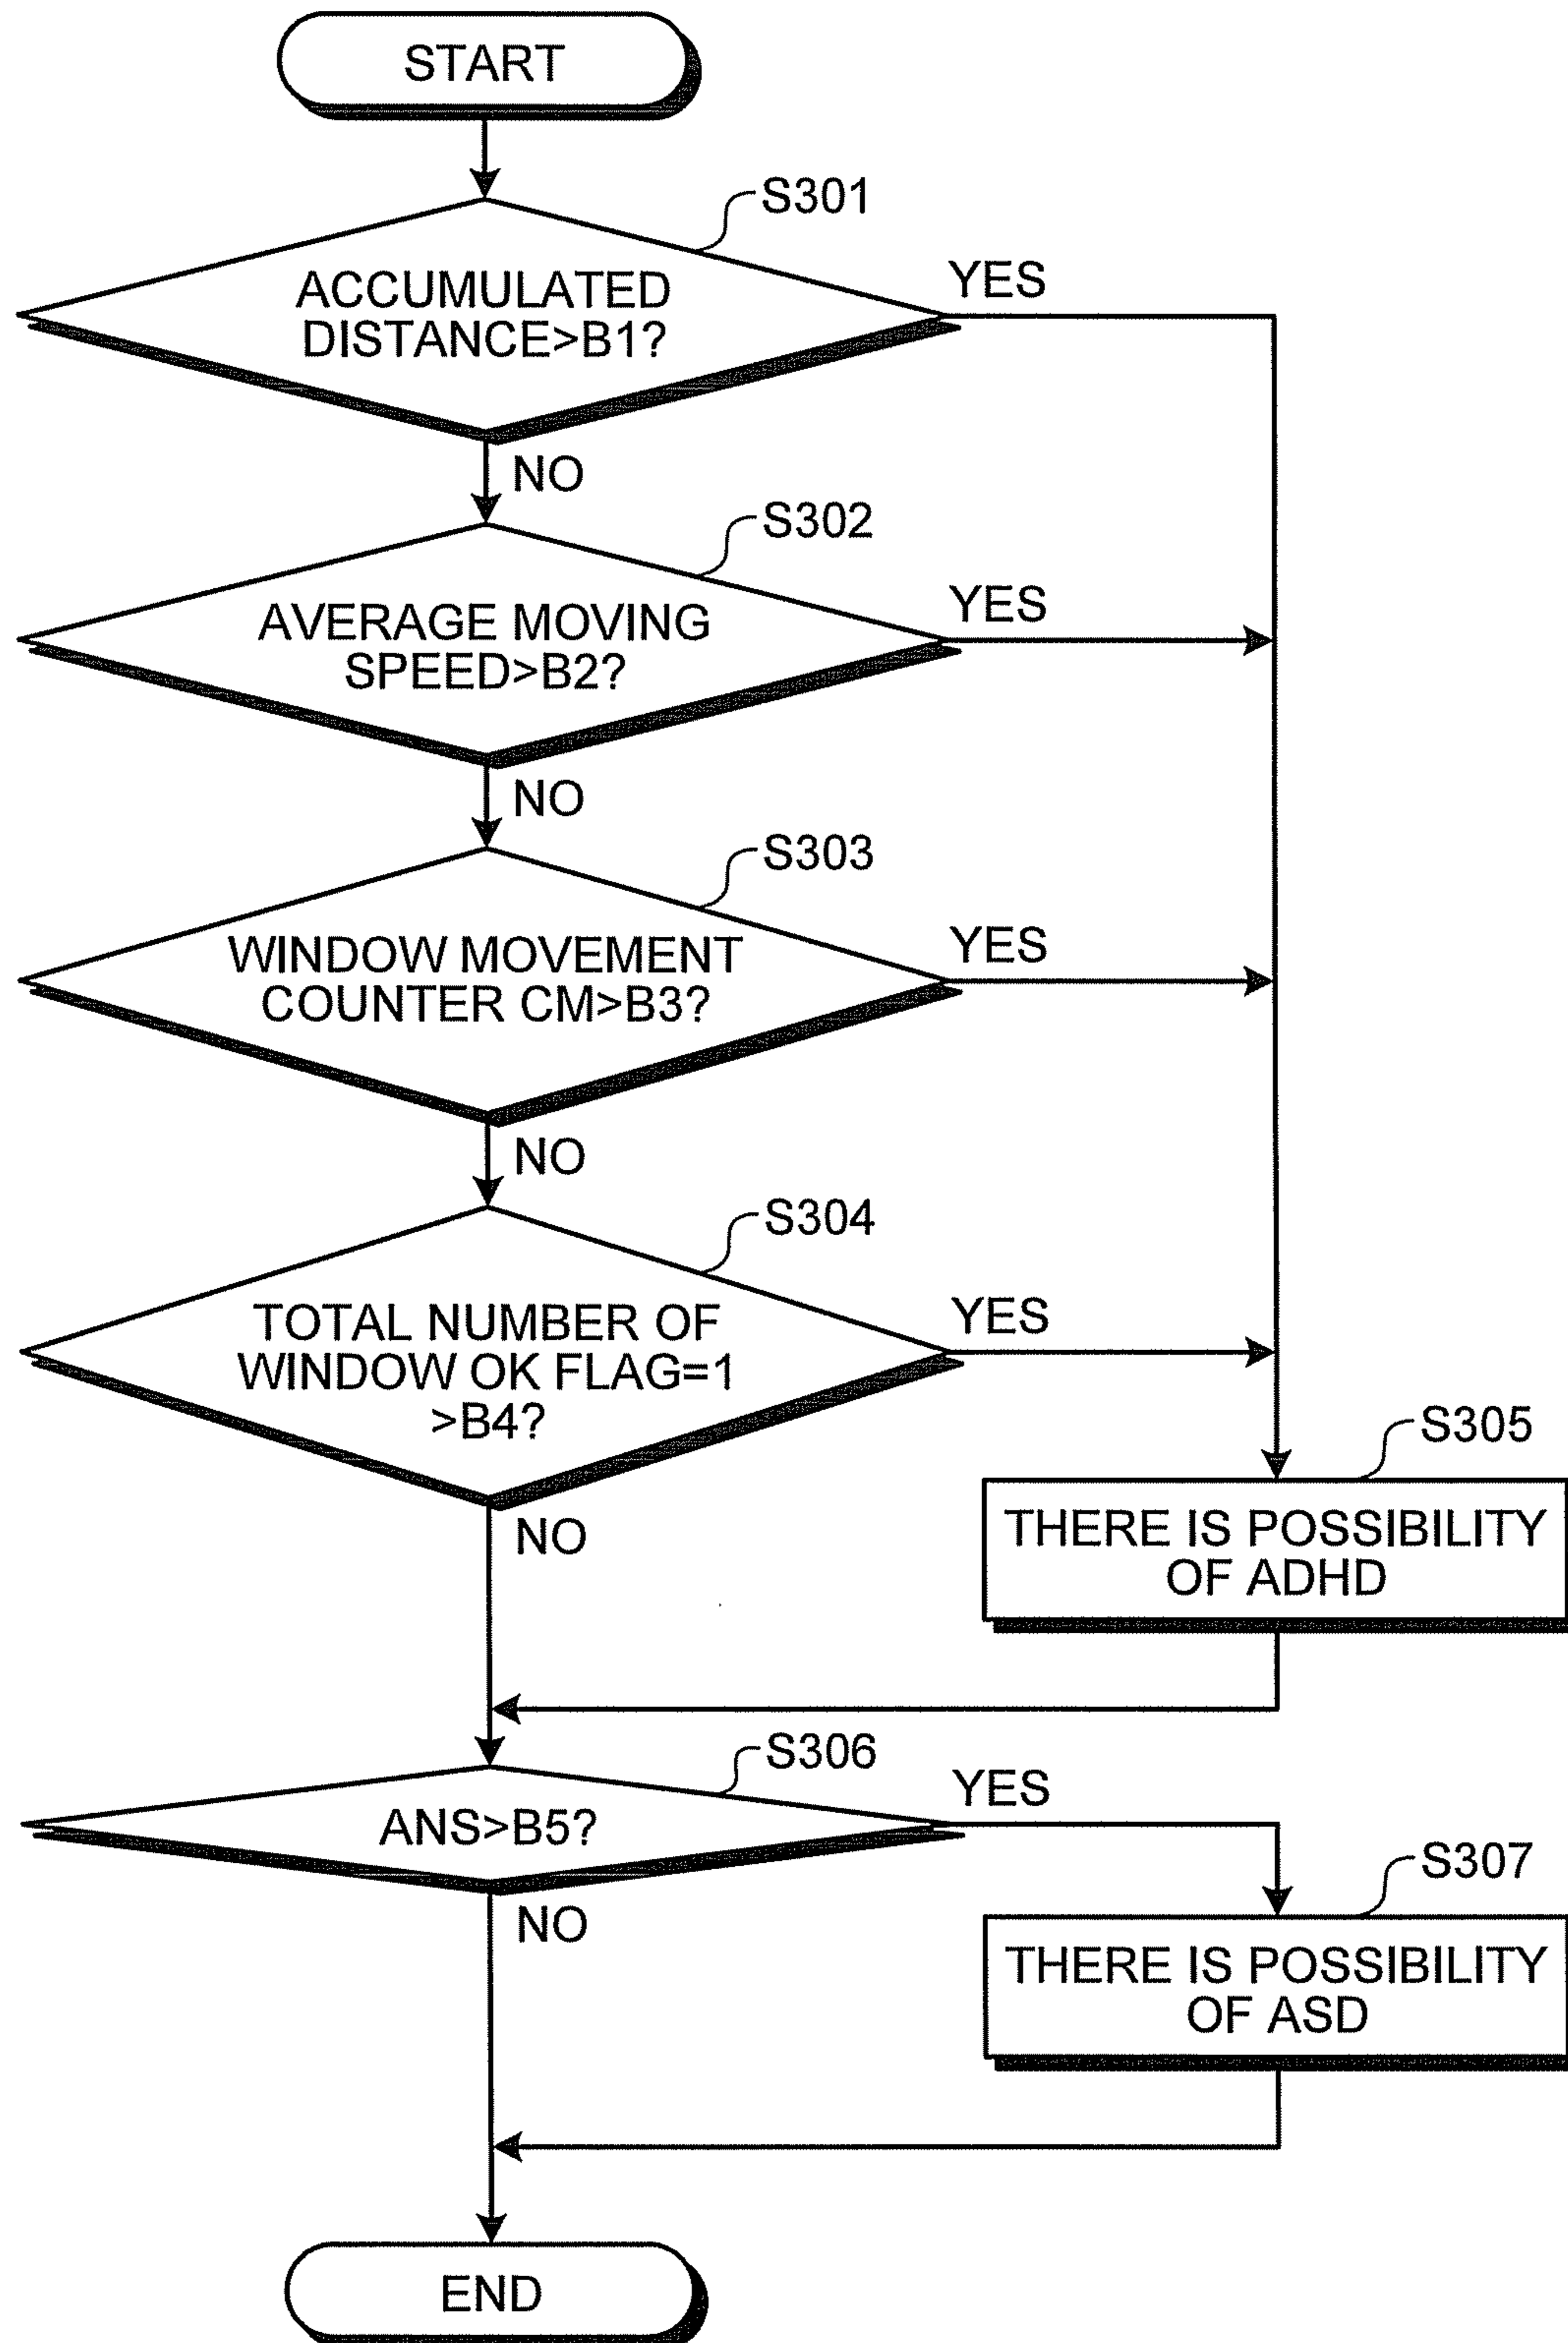 START
S301
ACCUMULATED
DISTANCE>B1?
YES
NO
S302
AVERAGE MOVING
SPEED>B2?
YES
NO
S303
WINDOW MOVEMENT
COUNTER CM>B3?
YES
NO
S304
TOTAL NUMBER OF
WINDOW OK FLAG=1
>B4?
YES
NO
S305
THERE IS POSSIBILITY
OF ADHD
S306
ANS>B5?
YES
NO
S307
THERE IS POSSIBILITY
OF ASD
END